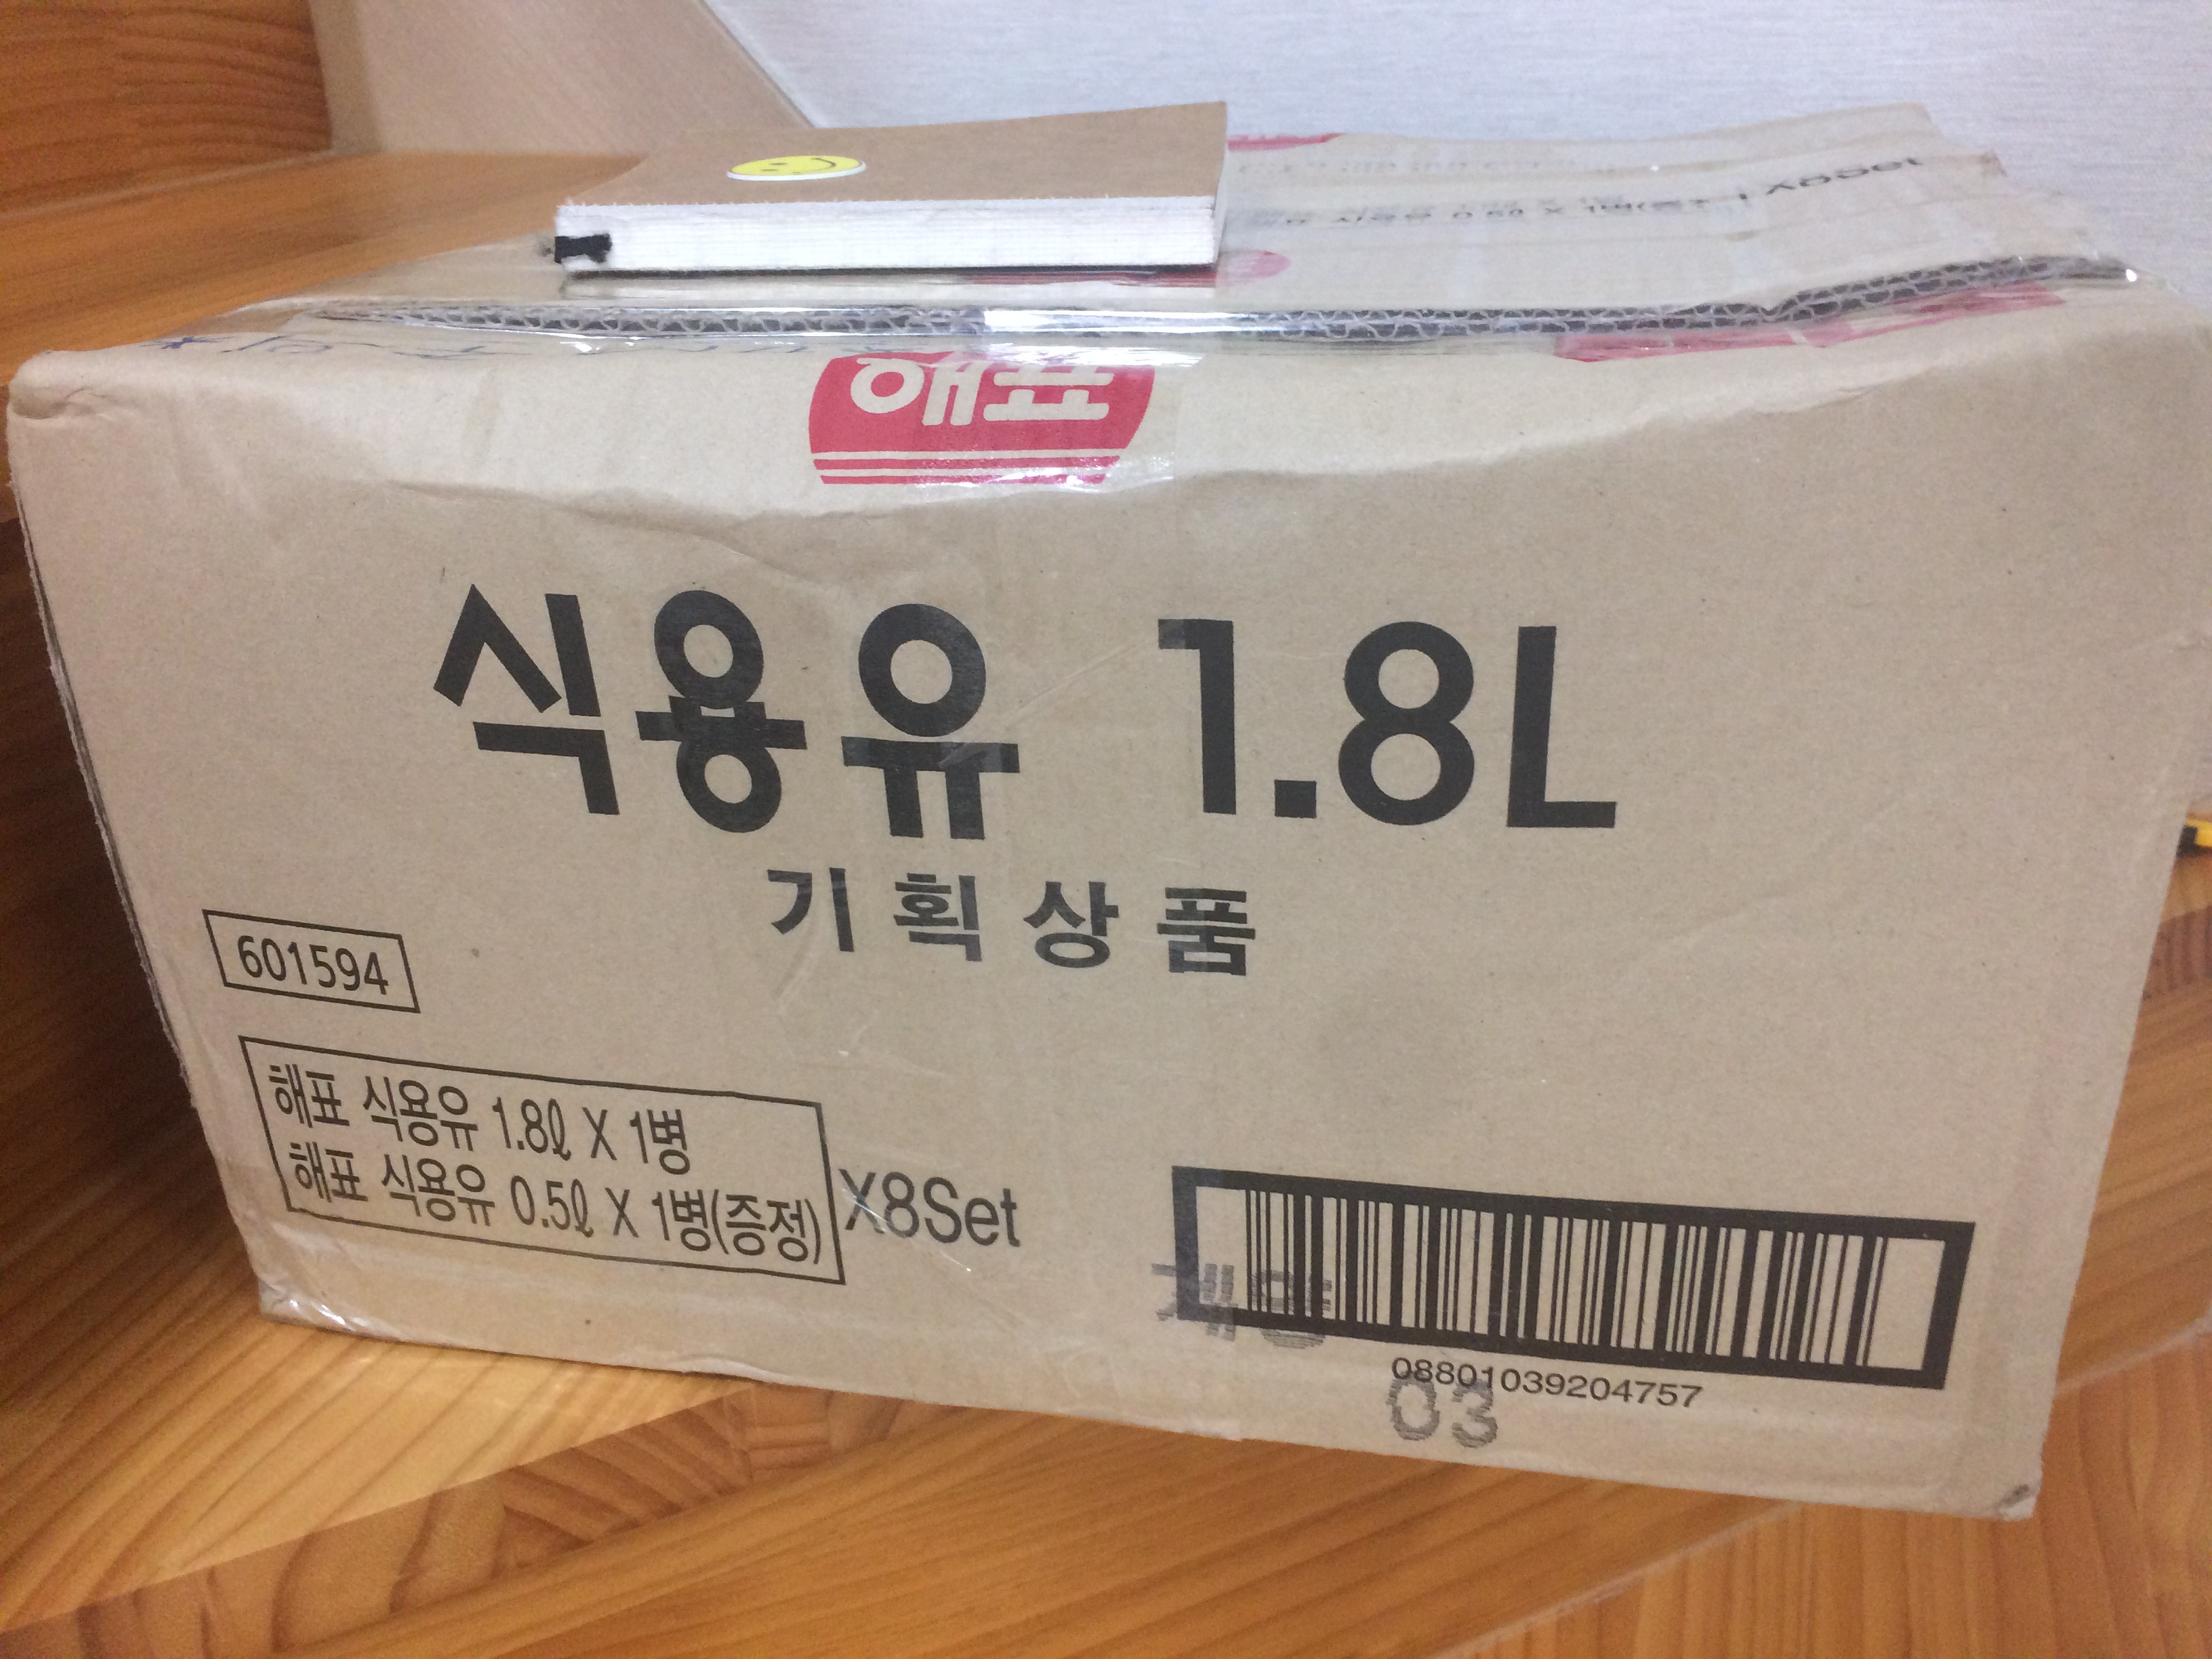 해표
식용유 1.8L
기획상품
601594
해표 식용유 1.8ℓ X 1병
해표 식용유 0.5ℓ X 1병(증정)
X8Set
08801039204757
03